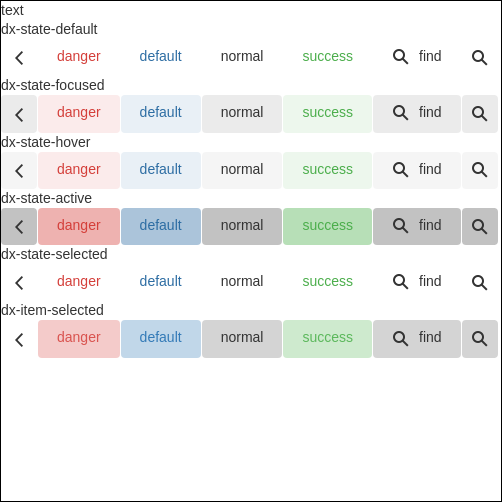 text
dx-state-default
danger default normal success find
dx-state-focused
danger default normal success find
dx-state-hover
danger default normal success find
dx-state-active
danger default normal success find
dx-state-selected
danger default normal success find
dx-item-selected
danger default normal success find